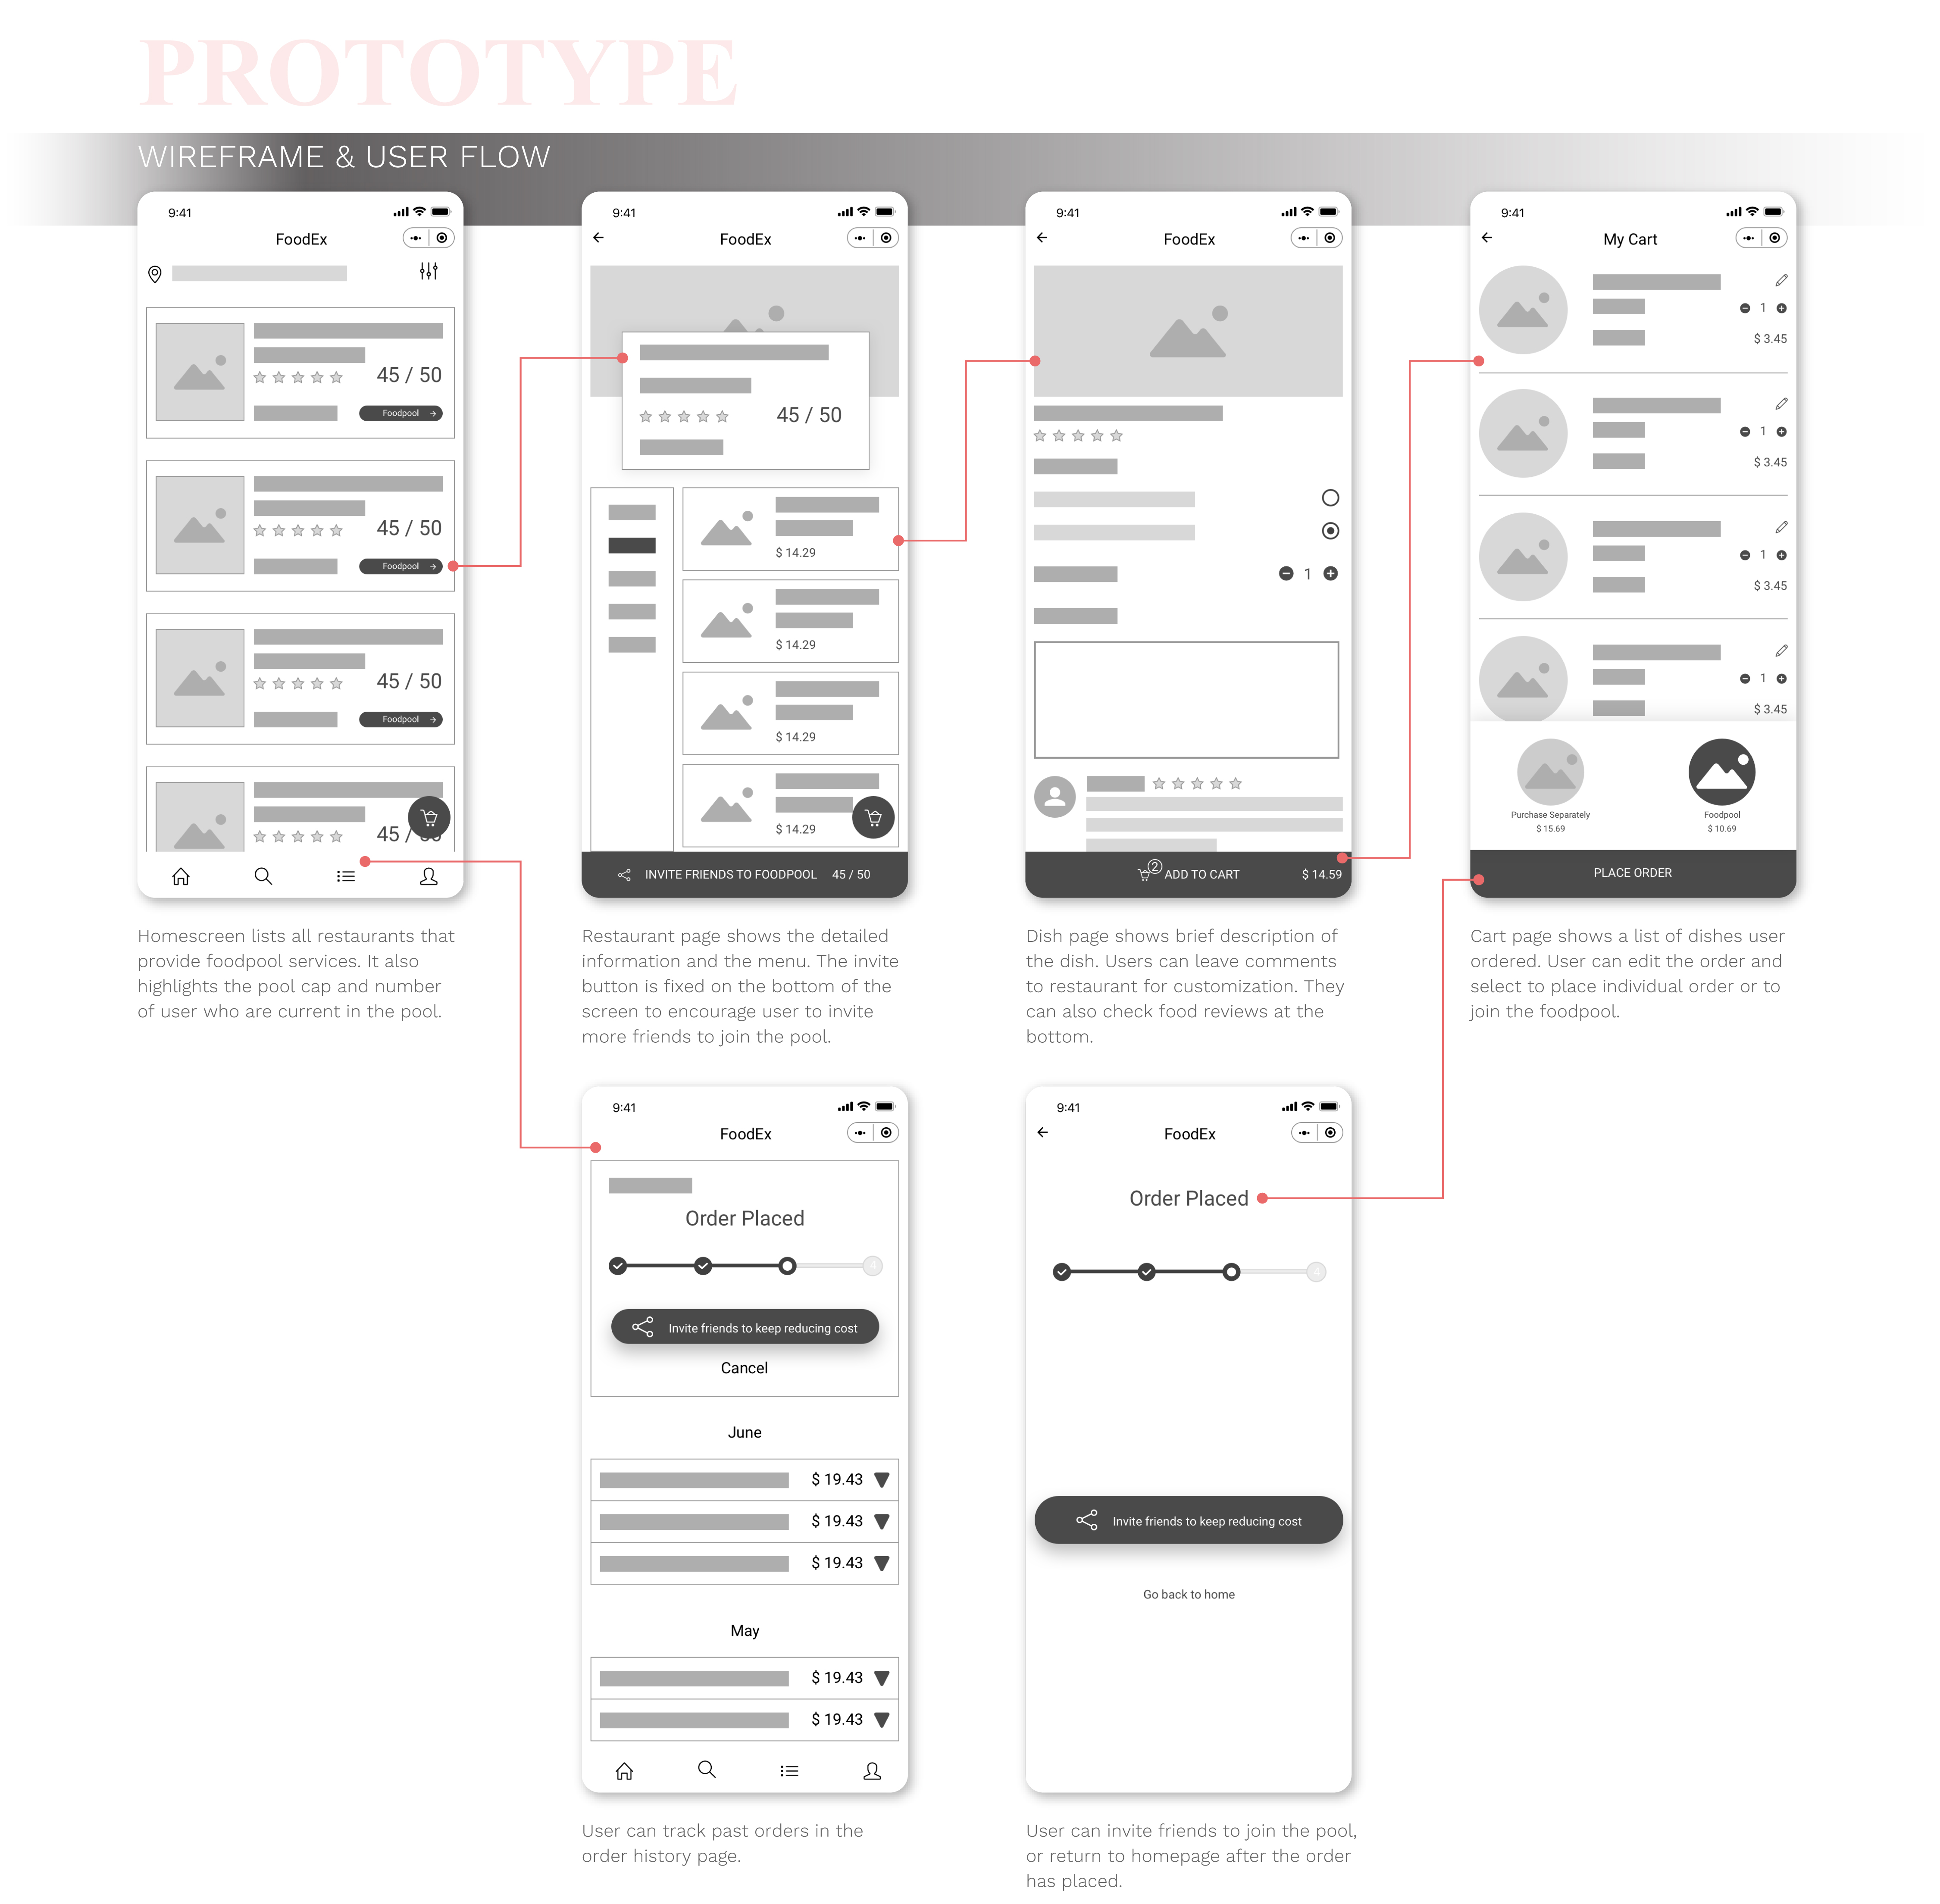 PROTOTYPE
WIREFRAME & USER FLOW
9:41
FoodEx
45 / 50
Foodpool
45 / 50
Foodpool
45 / 50
Foodpool
45 /
Homescreen lists all restaurants that
provide foodpool services. It also
highlights the pool cap and number
of user who are current in the pool.
9:41
FoodEx
45 / 50
$ 14.29
$ 14.29
$ 14.29
$ 14.29
INVITE FRIENDS TO FOODPOOL 45 / 50
Restaurant page shows the detailed
information and the menu. The invite
button is fixed on the bottom of the
screen to encourage user to invite
more friends to join the pool.
9:41
FoodEx
1
2
ADD TO CART $ 14.59
Dish page shows brief description of
the dish. Users can leave comments
to restaurant for customization. They
can also check food reviews at the
bottom.
9:41
My Cart
1
$ 3.45
1
$ 3.45
1
$ 3.45
1
$ 3.45
Purchase Separately
$ 15.69
Foodpool
$ 10.69
PLACE ORDER
Cart page shows a list of dishes user
ordered. User can edit the order and
select to place individual order or to
join the foodpool.
9:41
FoodEx
Order Placed
4
Invite friends to keep reducing cost
Cancel
June
$ 19.43
$ 19.43
$ 19.43
May
$ 19.43
$ 19.43
User can track past orders in the
order history page.
9:41
FoodEx
Order Placed
Invite friends to keep reducing cost
Go back to home
User can invite friends to join the pool,
or return to homepage after the order
has placed.